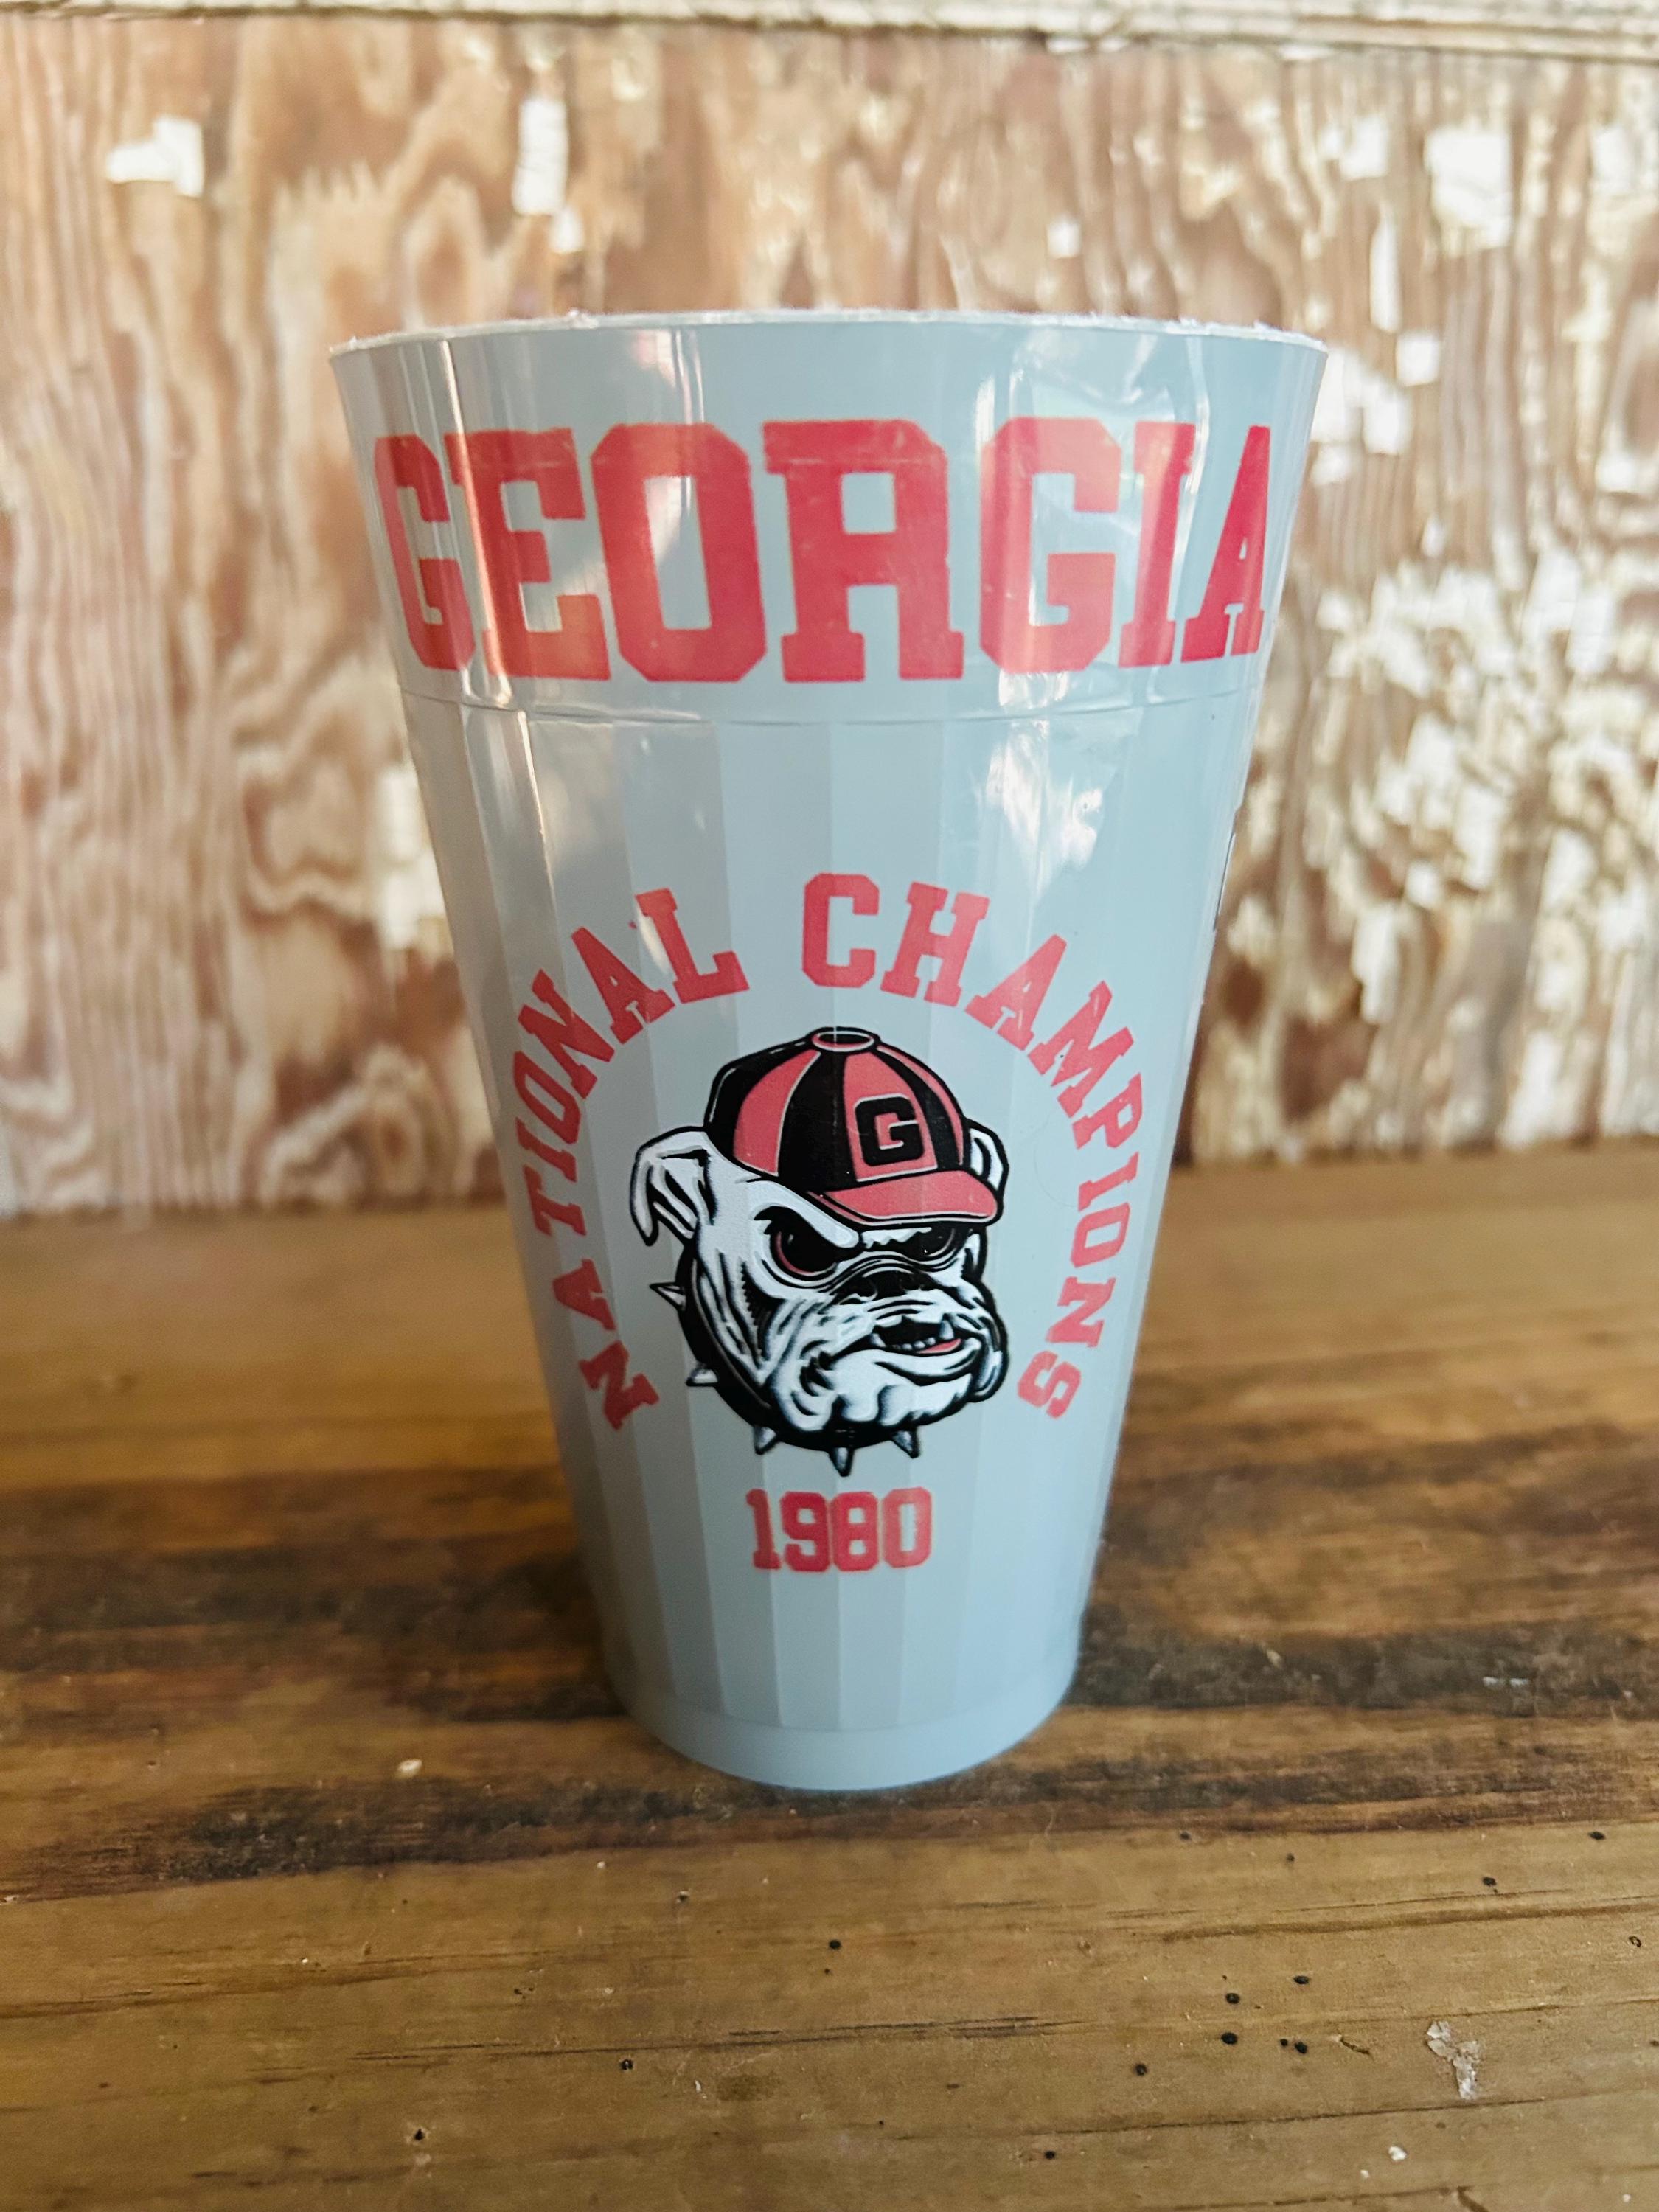 GEORGIA
NATIONAL CHAMPIONS
G
1980